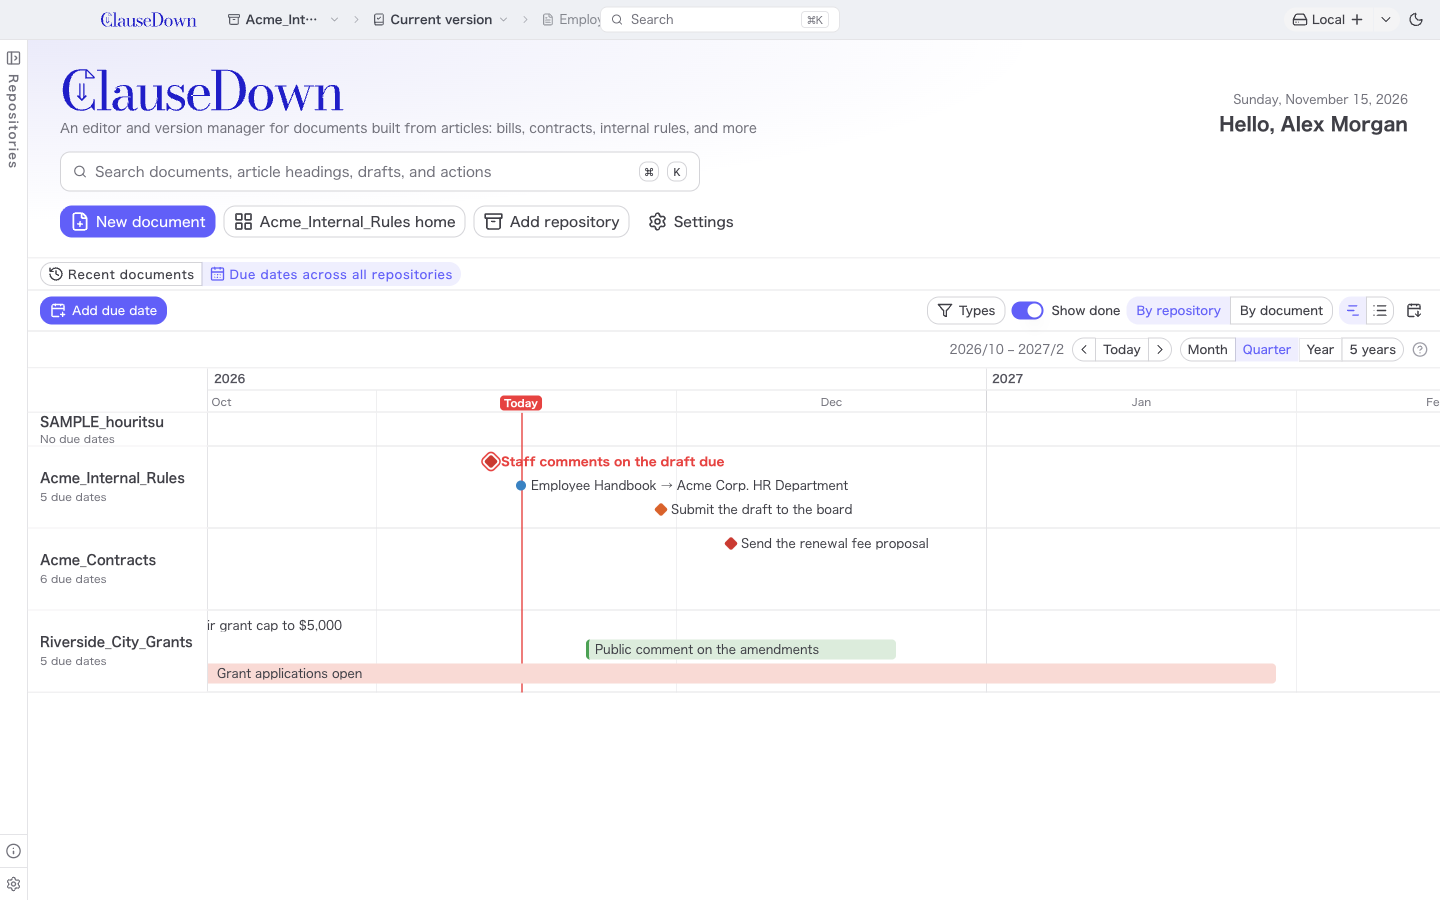 ClauseDown
Acme_Int···
Current version
Employ
Search
⌘K
Local
Repositories
ClauseDown
An editor and version manager for documents built from articles: bills, contracts, internal rules, and more
Sunday, November 15, 2026
Hello, Alex Morgan
Search documents, article headings, drafts, and actions
⌘ K
New document
Acme_Internal_Rules home
Add repository
Settings
Recent documents
Due dates across all repositories
Add due date
Types
Show done
By repository
By document
2026/10 – 2027/2
Today
Month
Quarter
Year
5 years
2026
2027
Oct
Today
Dec
Jan
Fe
SAMPLE_houritsu
No due dates
Acme_Internal_Rules
5 due dates
Staff comments on the draft due
Employee Handbook → Acme Corp. HR Department
Submit the draft to the board
Acme_Contracts
6 due dates
Send the renewal fee proposal
Riverside_City_Grants
5 due dates
ir grant cap to $5,000
Public comment on the amendments
Grant applications open